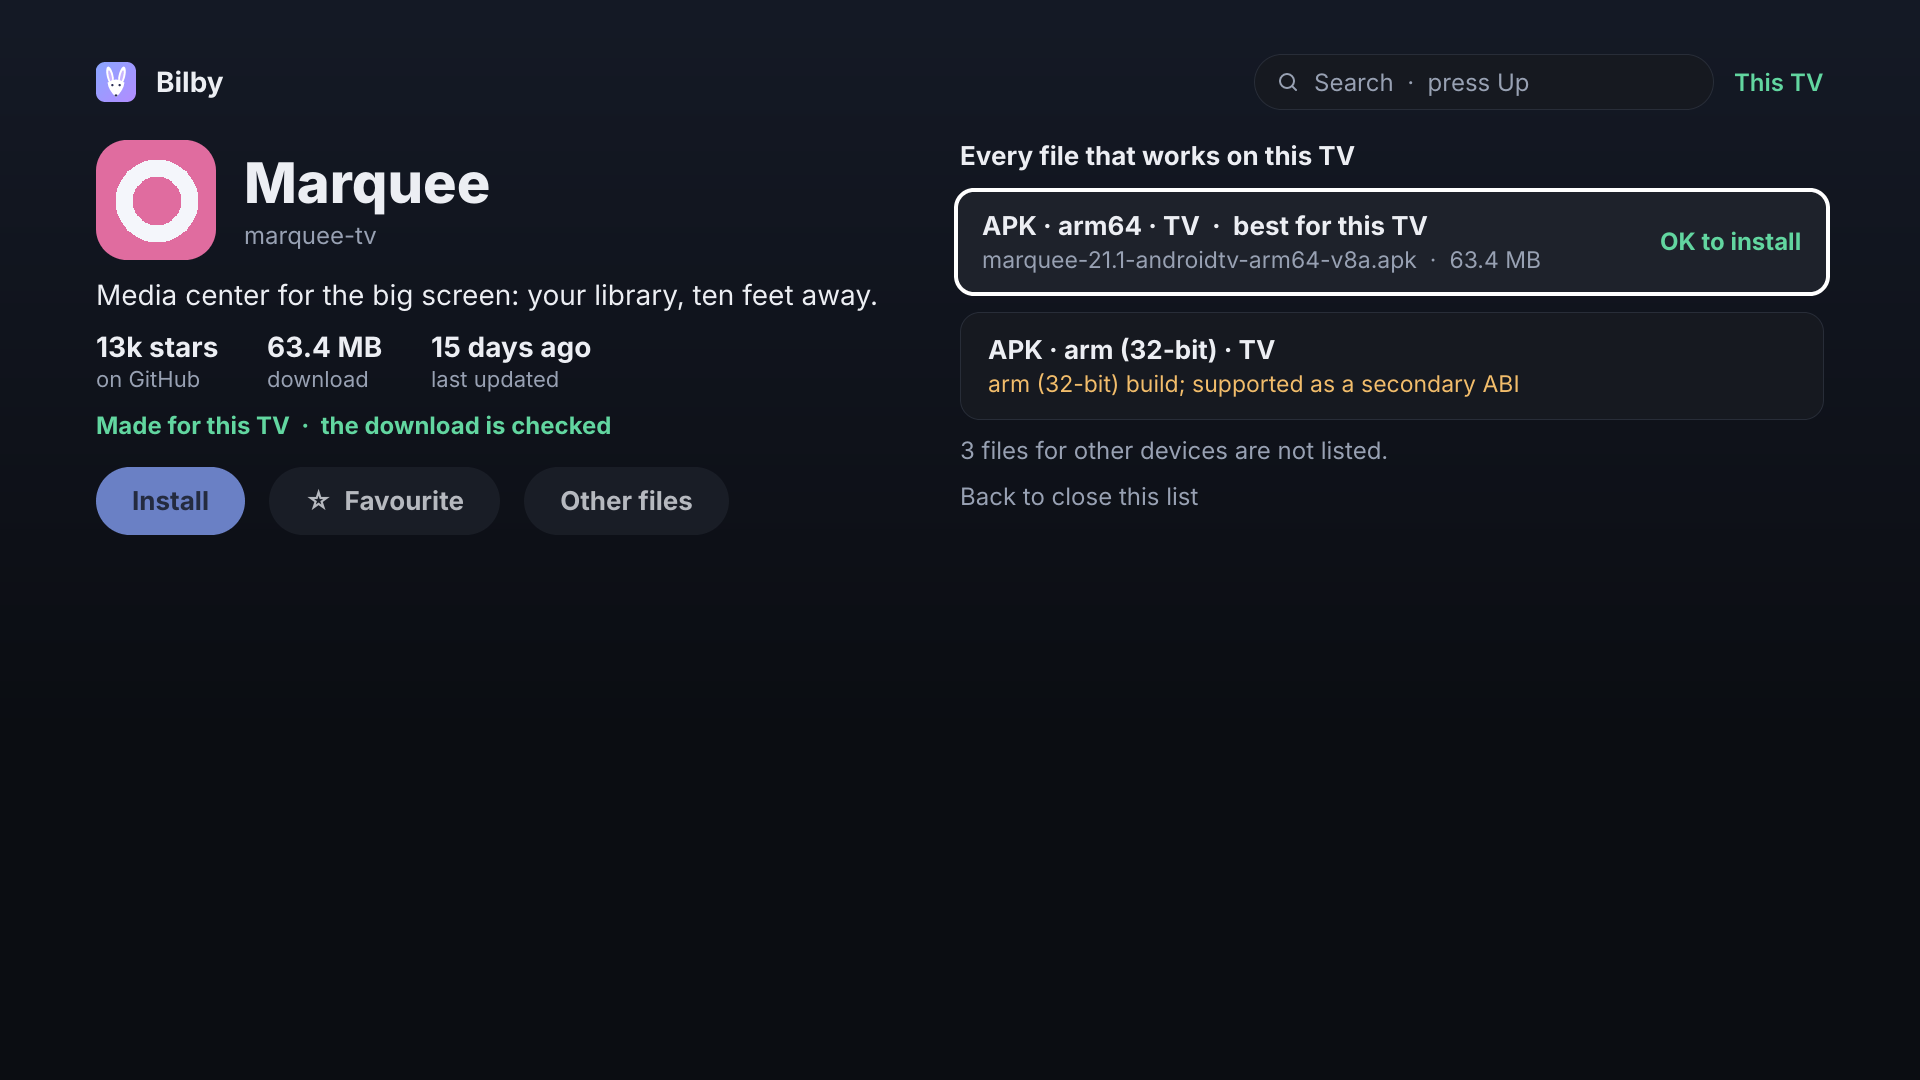 Bilby
Search · press Up
This TV
Marquee
marquee-tv
Media center for the big screen: your library, ten feet away.
13k stars
on GitHub
63.4 MB
download
15 days ago
last updated
Made for this TV · the download is checked
Install
☆ Favourite
Other files
Every file that works on this TV
APK · arm64 · TV · best for this TV
marquee-21.1-androidtv-arm64-v8a.apk · 63.4 MB
OK to install
APK · arm (32-bit) · TV
arm (32-bit) build; supported as a secondary ABI
3 files for other devices are not listed.
Back to close this list